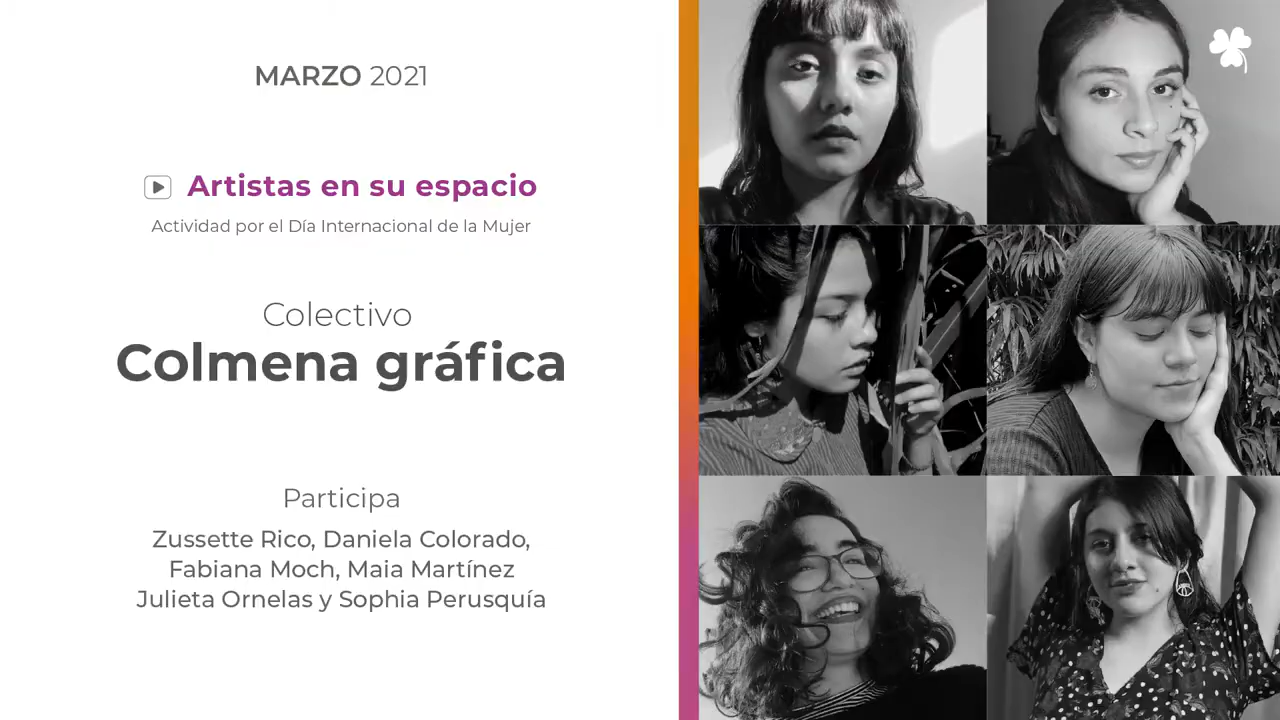 MARZO 2021
Artistas en su espacio
Actividad por el Día Internacional de la Mujer
Colectivo
Colmena gráfica
Participa
Zussette Rico, Daniela Colorado,
Fabiana Moch, Maia Martínez
Julieta Ornelas y Sophia Perusquía